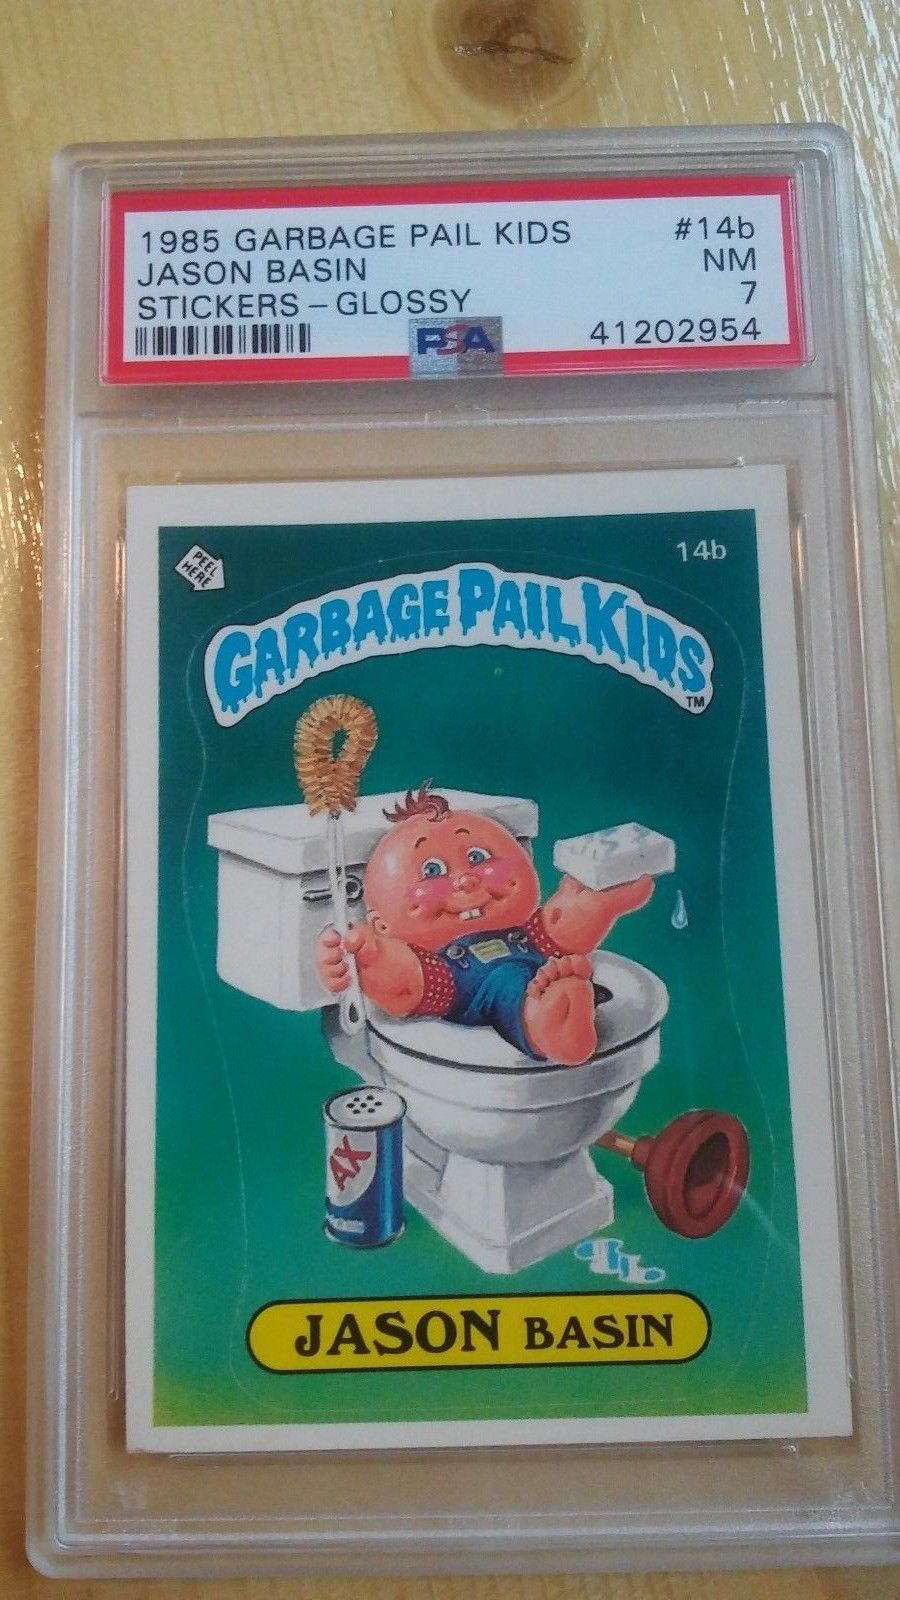 1985 GARBAGE PAIL KIDS #14b
JASON BASIN NM
STICKERS - GLOSSY 7
PSA 41202954
PEEL
HERE
14b
GARBAGE PAIL KIDS
TM
AX
JASON BASIN